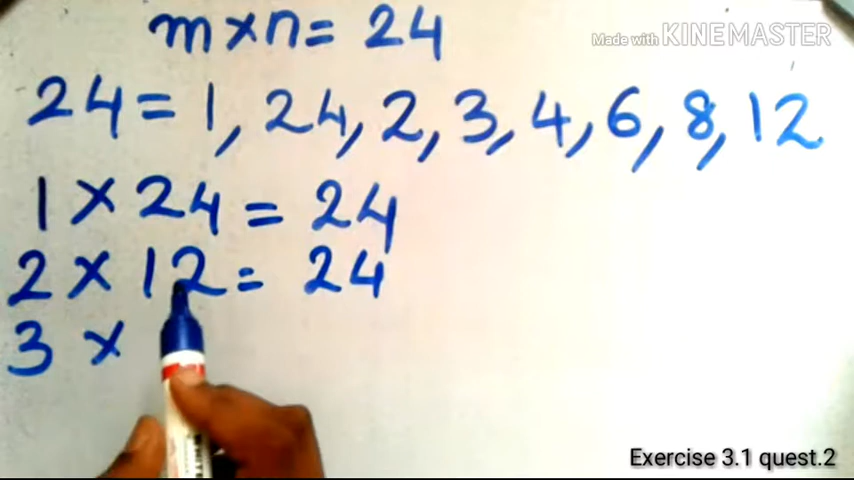 m×n= 24
Made with KINEMASTER
24= 1, 24, 2, 3, 4, 6, 8, 12
1 × 24 = 24
2 × 12 = 24
3 ×
Exercise 3.1 quest.2